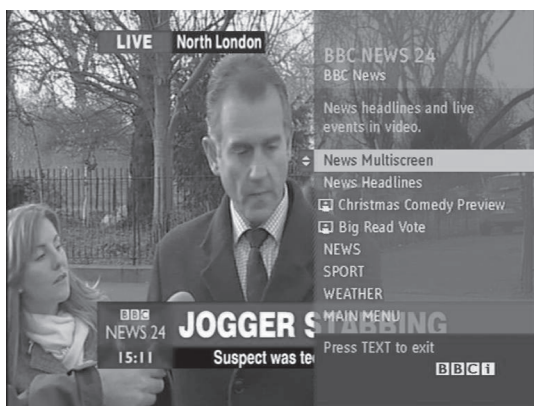 LIVE North London
BBC NEWS 24
BBC News
News headlines and live
events in video.
News Multiscreen
News Headlines
Christmas Comedy Preview
Big Read Vote
NEWS
SPORT
WEATHER
MAIN MENU
Press TEXT to exit
BBCi
BBC
NEWS 24
15:11
JOGGER STABBING
Suspect was